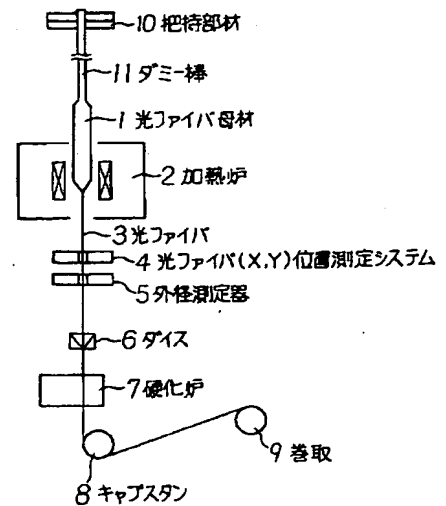 10 把持部材
11 ダミー棒
1 光ファイバ母材
2 加熱炉
3 光ファイバ
4 光ファイバ(X,Y)位置測定システム
5 外径測定器
6 ダイス
7 硬化炉
8 キャプスタン
9 巻取